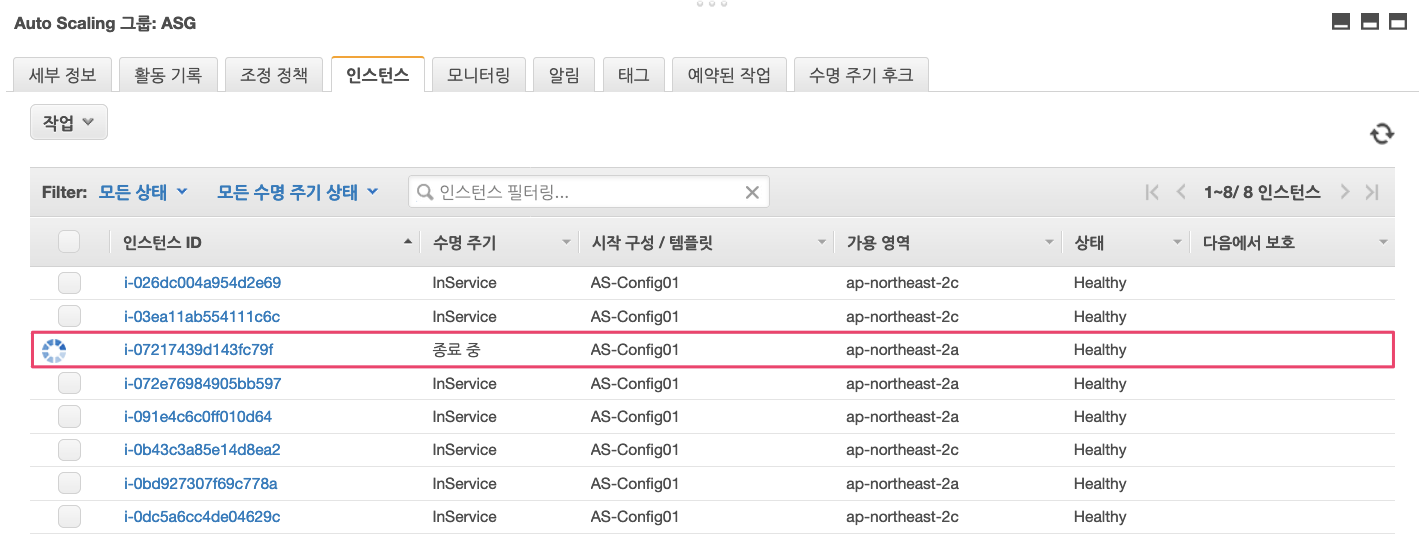 Auto Scaling 그룹: ASG
세부 정보 활동 기록 조정 정책 인스턴스 모니터링 알림 태그 예약된 작업 수명 주기 후크
작업
Filter: 모든 상태 모든 수명 주기 상태 인스턴스 필터링... 1~8/ 8 인스턴스
인스턴스 ID 수명 주기 시작 구성 / 템플릿 가용 영역 상태 다음에서 보호
i-026dc004a954d2e69 InService AS-Config01 ap-northeast-2c Healthy
i-03ea11ab554111c6c InService AS-Config01 ap-northeast-2c Healthy
i-07217439d143fc79f 종료 중 AS-Config01 ap-northeast-2a Healthy
i-072e76984905bb597 InService AS-Config01 ap-northeast-2a Healthy
i-091e4c6c0ff010d64 InService AS-Config01 ap-northeast-2a Healthy
i-0b43c3a85e14d8ea2 InService AS-Config01 ap-northeast-2c Healthy
i-0bd927307f69c778a InService AS-Config01 ap-northeast-2a Healthy
i-0dc5a6cc4de04629c InService AS-Config01 ap-northeast-2c Healthy